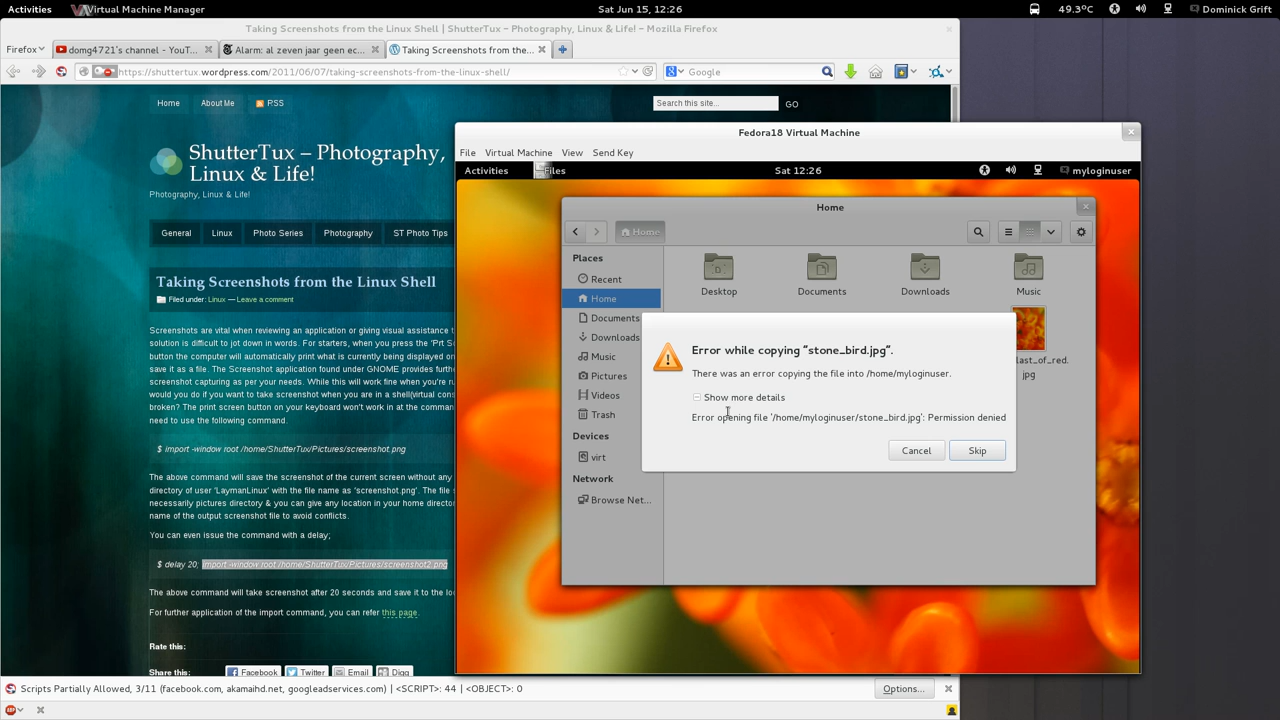 Activities
Virtual Machine Manager
Sat Jun 15, 12:26
49.3°C
Dominick Grift
Taking Screenshots from the Linux Shell | ShutterTux – Photography, Linux & Life! – Mozilla Firefox
Firefox
domg4721's channel - YouT...
Alarm: al zeven jaar geen ec...
Taking Screenshots from the...
https://shuttertux.wordpress.com/2011/06/07/taking-screenshots-from-the-linux-shell/
Google
Home
About Me
RSS
Search this site...
GO
ShutterTux – Photography,
Linux & Life!
Photography, Linux & Life!
General
Linux
Photo Series
Photography
ST Photo Tips
Taking Screenshots from the Linux Shell
Filed under: Linux — Leave a comment
Screenshots are vital when reviewing an application or giving visual assistance t
solution is difficult to jot down in words. For starters, when you press the 'Prt S
button the computer will automatically print what is currently being displayed on
save it as a file. The Screenshot application found under GNOME provides furth
screenshot capturing as per your needs. While this will work fine when you're ru
would you do if you want to take screenshot when you are in a shell(virtual cons
broken? The print screen button on your keyboard won't work in at the comman
need to use the following command.
$ import -window root /home/ShutterTux/Pictures/screenshot.png
The above command will save the screenshot of the current screen without any
directory of user 'LaymanLinux' with the file name as 'screenshot.png'. The file s
necessarily pictures directory & you can give any location in your home director
name of the output screenshot file to avoid conflicts.
You can even issue the command with a delay;
$ delay 20; import -window root /home/ShutterTux/Pictures/screenshot2.png
The above command will take screenshot after 20 seconds and save it to the lo
For further application of the import command, you can refer this page.
Rate this:
Share this:
Facebook
Twitter
Email
Digg
Scripts Partially Allowed, 3/11 (facebook.com, akamaihd.net, googleadservices.com) | <SCRIPT>: 44 | <OBJECT>: 0
Options...
Fedora18 Virtual Machine
File
Virtual Machine
View
Send Key
Activities
Files
Sat 12:26
myloginuser
Home
Home
Places
Recent
Home
Documents
Downloads
Music
Pictures
Videos
Trash
Devices
virt
Network
Browse Net...
Desktop
Documents
Downloads
Music
last_of_red.
jpg
Error while copying “stone_bird.jpg”.
There was an error copying the file into /home/myloginuser.
Show more details
Error opening file '/home/myloginuser/stone_bird.jpg': Permission denied
Cancel
Skip